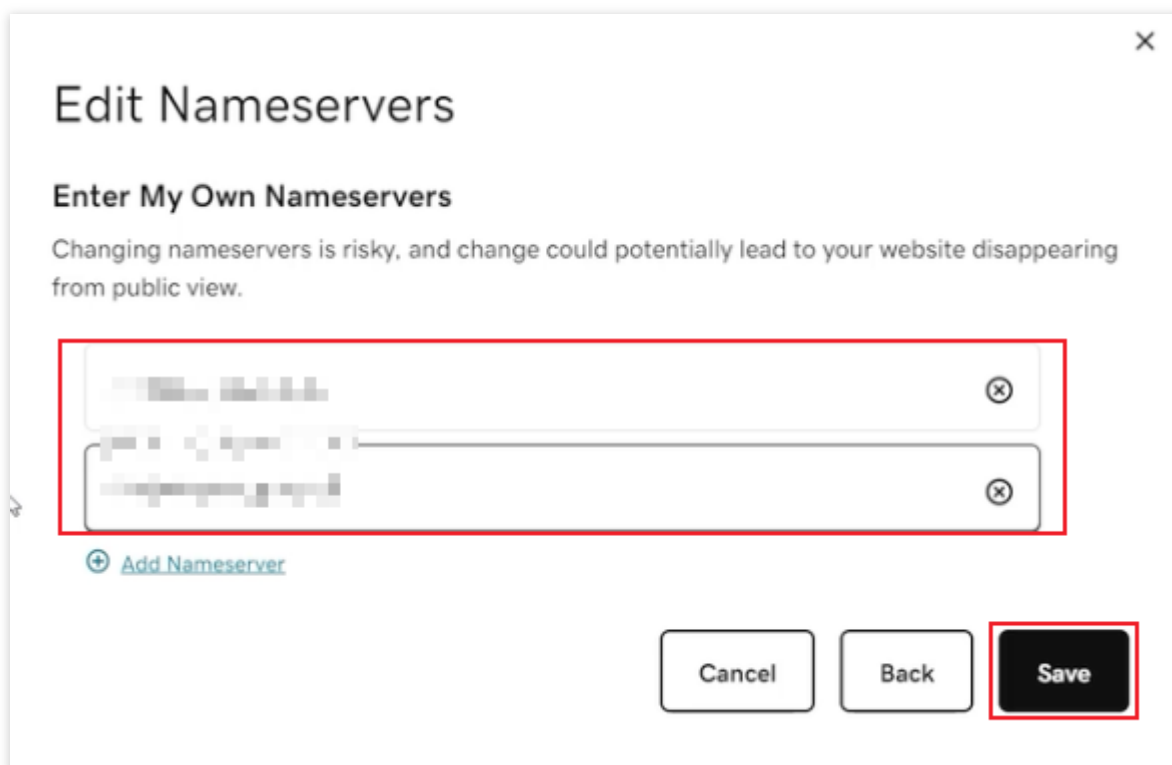 Edit Nameservers
Enter My Own Nameservers
Changing nameservers is risky, and change could potentially lead to your website disappearing
from public view.
Add Nameserver
Cancel Back Save